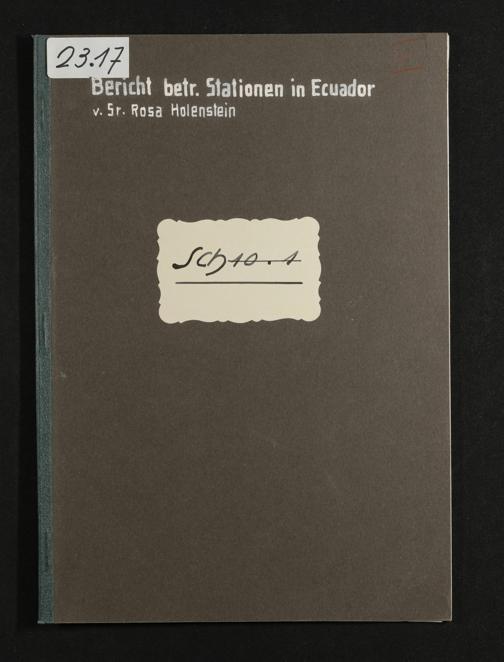 23.17
Bericht betr. Stationen in Ecuador
v. Sr. Rosa Holenstein
I
Sch 10.1